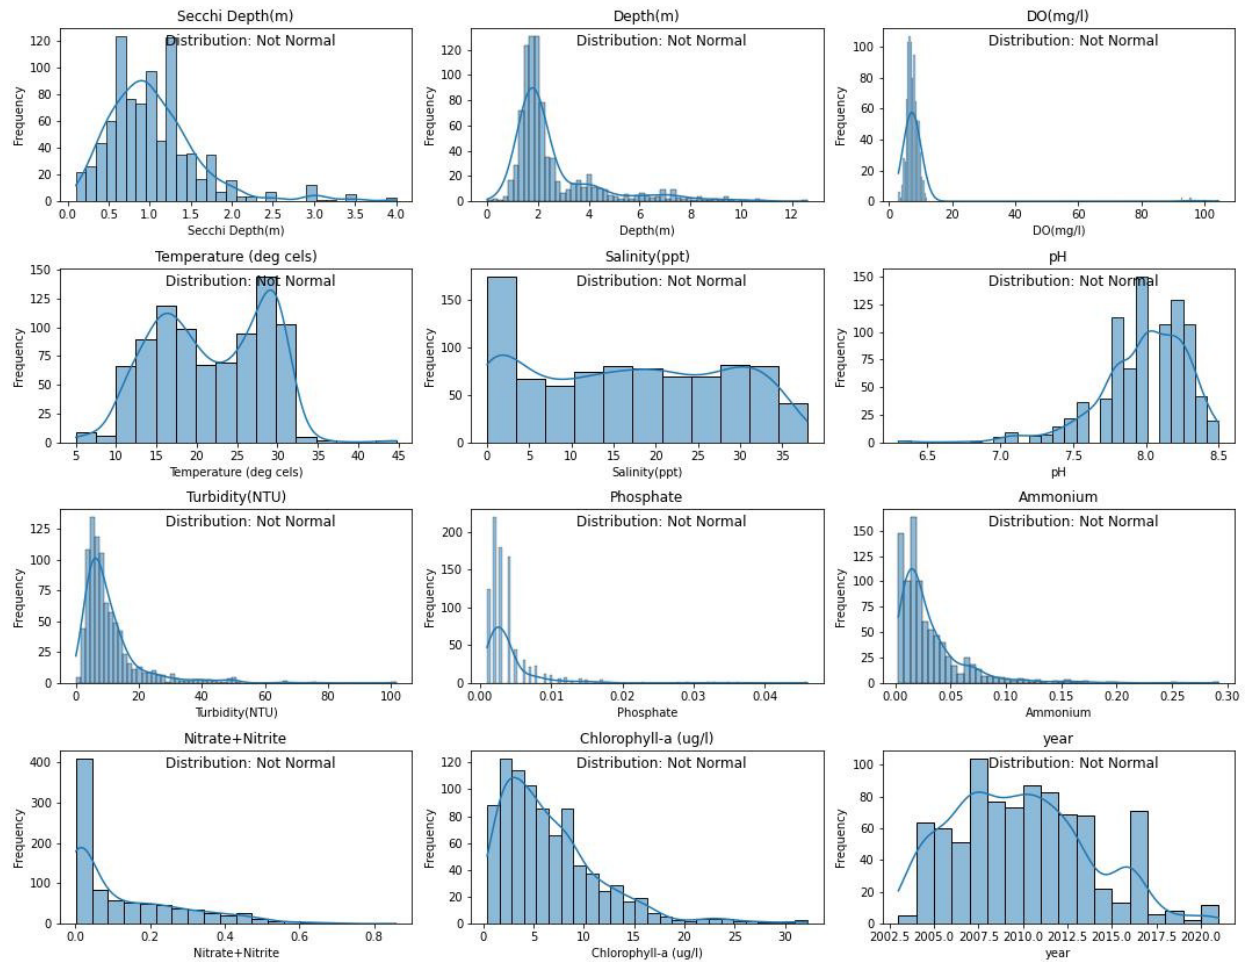 Secchi Depth(m)
Distribution: Not Normal
Frequency
120
100
80
60
40
20
0
0.0 0.5 1.0 1.5 2.0 2.5 3.0 3.5 4.0
Secchi Depth(m)
Depth(m)
Distribution: Not Normal
Frequency
120
100
80
60
40
20
0
0 2 4 6 8 10 12
Depth(m)
DO(mg/l)
Distribution: Not Normal
Frequency
100
80
60
40
20
0
0 20 40 60 80 100
DO(mg/l)
Temperature (deg cels)
Distribution: Not Normal
Frequency
150
125
100
75
50
25
0
5 10 15 20 25 30 35 40 45
Temperature (deg cels)
Salinity(ppt)
Distribution: Not Normal
Frequency
150
100
50
0
0 5 10 15 20 25 30 35
Salinity(ppt)
pH
Distribution: Not Normal
Frequency
150
125
100
75
50
25
0
6.5 7.0 7.5 8.0 8.5
pH
Turbidity(NTU)
Distribution: Not Normal
Frequency
125
100
75
50
25
0
0 20 40 60 80 100
Turbidity(NTU)
Phosphate
Distribution: Not Normal
Frequency
200
150
100
50
0
0.00 0.01 0.02 0.03 0.04
Phosphate
Ammonium
Distribution: Not Normal
Frequency
150
125
100
75
50
25
0
0.00 0.05 0.10 0.15 0.20 0.25 0.30
Ammonium
Nitrate+Nitrite
Distribution: Not Normal
Frequency
400
300
200
100
0
0.0 0.2 0.4 0.6 0.8
Nitrate+Nitrite
Chlorophyll-a (ug/l)
Distribution: Not Normal
Frequency
120
100
80
60
40
20
0
0 5 10 15 20 25 30
Chlorophyll-a (ug/l)
year
Distribution: Not Normal
Frequency
100
80
60
40
20
0
2002.5 2005.0 2007.5 2010.0 2012.5 2015.0 2017.5 2020.0
year